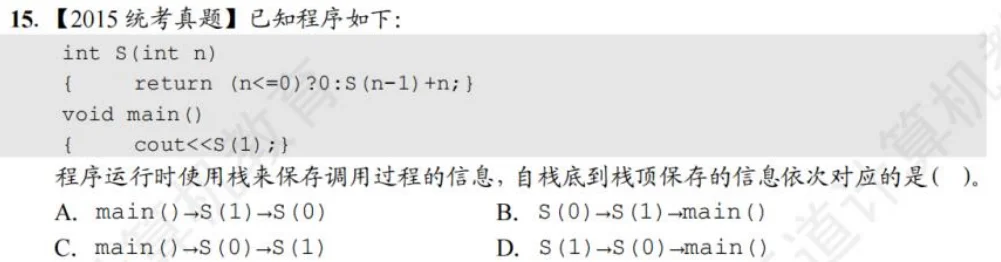 15. 【2015 统考真题】已知程序如下：
int S(int n)
{ return (n<=0)?0:S(n-1)+n;}
void main()
{ cout<<S(1);}
程序运行时使用栈来保存调用过程的信息，自栈底到栈顶保存的信息依次对应的是( )。
A. main()→S(1)→S(0) B. S(0)→S(1)→main()
C. main()→S(0)→S(1) D. S(1)→S(0)→main()